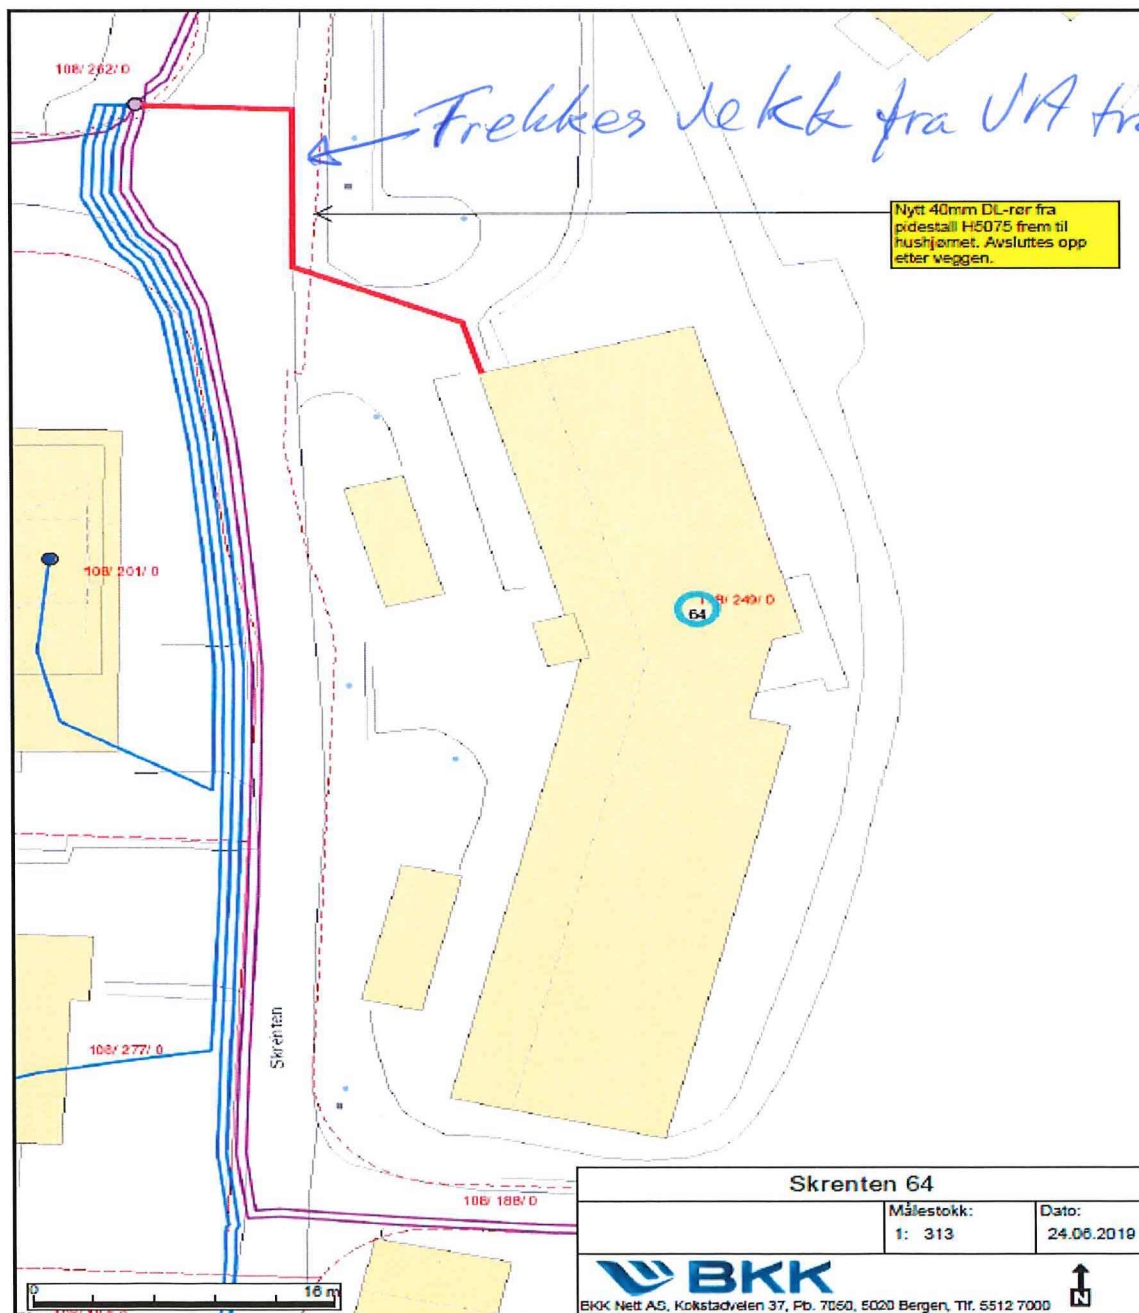 108/ 262/ 0
Trekkes vekk fra VA tra
Nytt 40mm DL-rør fra
pidestall H5075 frem til
hushjørnet. Avsluttes opp
etter veggen.
108/ 201/ 0
8/ 249/ 0
64
108/ 277/ 0
Skrenten
108/ 188/ 0
Skrenten 64
Målestokk:
1: 313
Dato:
24.06.2019
0
16 m
BKK
BKK Nett AS, Kokstadveien 37, Pb. 7050, 5020 Bergen, Tlf. 5512 7000
N